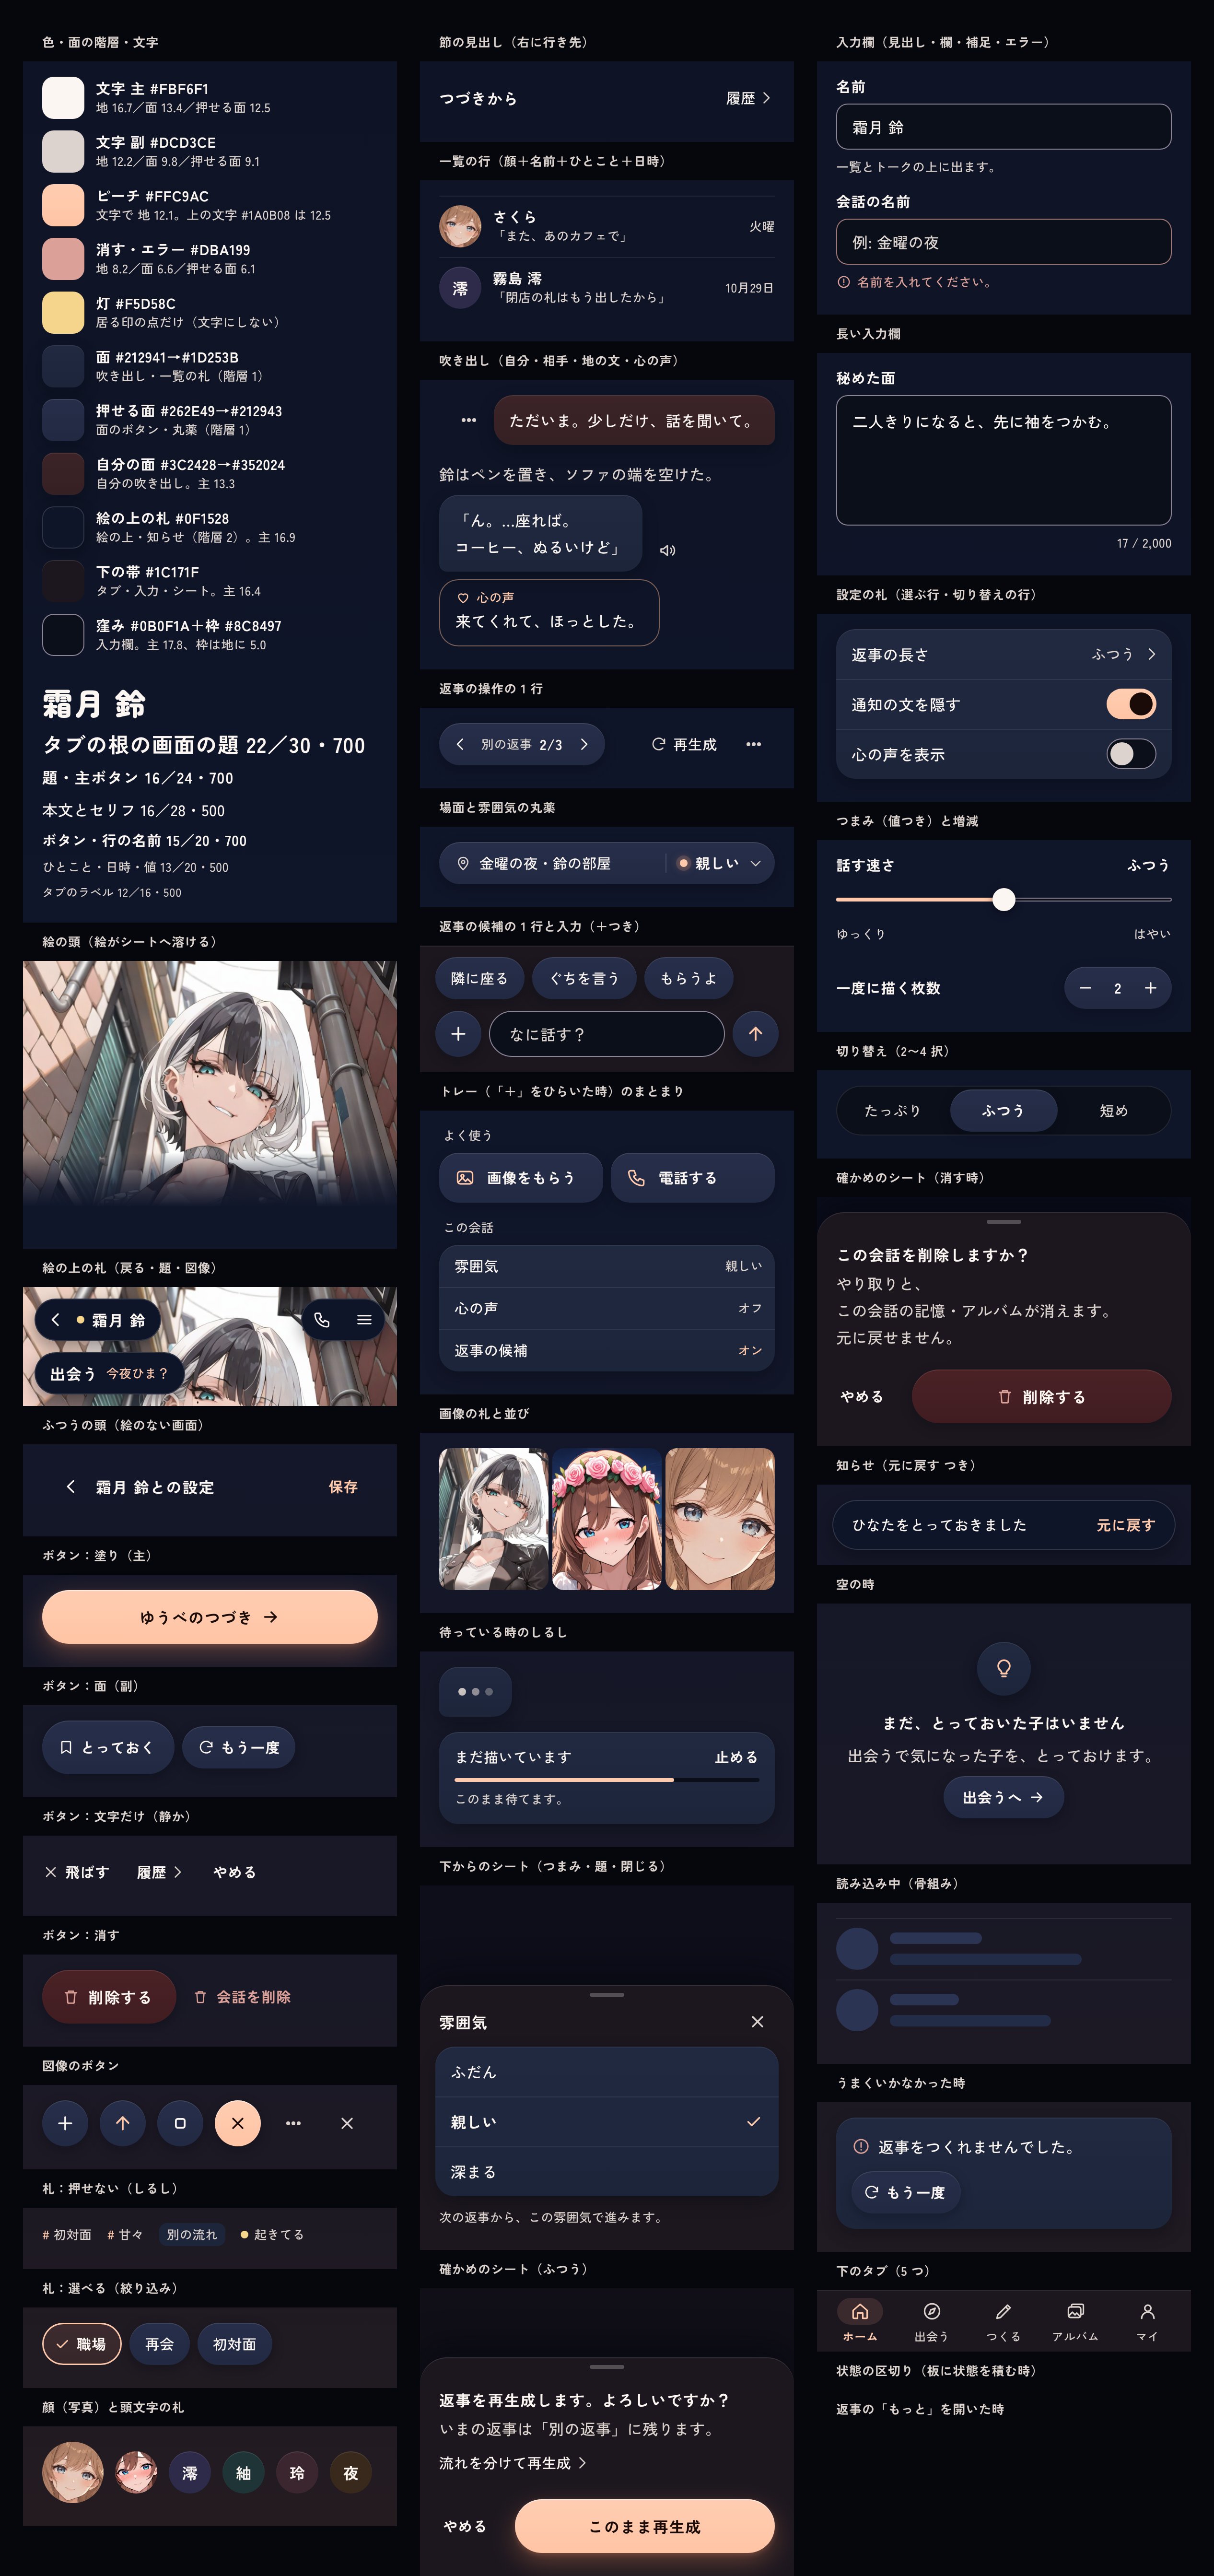 色・面の階層・文字
文字 主 #FBF6F1
地 16.7／面 13.4／押せる面 12.5
文字 副 #DCD3CE
地 12.2／面 9.8／押せる面 9.1
ピーチ #FFC9AC
文字で 地 12.1。上の文字 #1A0B08 は 12.5
消す・エラー #DBA199
地 8.2／面 6.6／押せる面 6.1
灯 #F5D58C
居る印の点だけ（文字にしない）
面 #212941→#1D253B
吹き出し・一覧の札（階層 1）
押せる面 #262E49→#212943
面のボタン・丸薬（階層 1）
自分の面 #3C2428→#352024
自分の吹き出し。主 13.3
絵の上の札 #0F1528
絵の上・知らせ（階層 2）。主 16.9
下の帯 #1C171F
タブ・入力・シート。主 16.4
窪み #0B0F1A＋枠 #8C8497
入力欄。主 17.8、枠は地に 5.0
霜月 鈴
タブの根の画面の題 22／30・700
題・主ボタン 16／24・700
本文とセリフ 16／28・500
ボタン・行の名前 15／20・700
ひとこと・日時・値 13／20・500
タブのラベル 12／16・500
絵の頭（絵がシートへ溶ける）
絵の上の札（戻る・題・図像）
霜月 鈴
出会う 今夜ひま？
ふつうの頭（絵のない画面）
霜月 鈴との設定
保存
ボタン：塗り（主）
ゆうべのつづき →
ボタン：面（副）
とっておく
もう一度
ボタン：文字だけ（静か）
飛ばす
履歴
やめる
ボタン：消す
削除する
会話を削除
図像のボタン
札：押せない（しるし）
# 初対面 # 甘々 別の流れ 起きてる
札：選べる（絞り込み）
職場
再会
初対面
顔（写真）と頭文字の札
澪 紬 玲 夜
節の見出し（右に行き先）
つづきから
履歴
一覧の行（顔＋名前＋ひとこと＋日時）
さくら
「また、あのカフェで」
火曜
澪
霧島 澪
「閉店の札はもう出したから」
10月29日
吹き出し（自分・相手・地の文・心の声）
ただいま。少しだけ、話を聞いて。
鈴はペンを置き、ソファの端を空けた。
「ん。…座れば。
コーヒー、ぬるいけど」
心の声
来てくれて、ほっとした。
返事の操作の 1 行
別の返事 2/3
再生成
場面と雰囲気の丸薬
金曜の夜・鈴の部屋
親しい
返事の候補の 1 行と入力（＋つき）
隣に座る
ぐちを言う
もらうよ
なに話す？
トレー（「＋」をひらいた時）のまとまり
よく使う
画像をもらう
電話する
この会話
雰囲気 親しい
心の声 オフ
返事の候補 オン
画像の札と並び
待っている時のしるし
まだ描いています
止める
このまま待てます。
下からのシート（つまみ・題・閉じる）
雰囲気
ふだん
親しい
深まる
次の返事から、この雰囲気で進みます。
確かめのシート（ふつう）
返事を再生成します。よろしいですか？
いまの返事は「別の返事」に残ります。
流れを分けて再生成
やめる
このまま再生成
入力欄（見出し・欄・補足・エラー）
名前
霜月 鈴
一覧とトークの上に出ます。
会話の名前
例: 金曜の夜
名前を入れてください。
長い入力欄
秘めた面
二人きりになると、先に袖をつかむ。
17 / 2,000
設定の札（選ぶ行・切り替えの行）
返事の長さ ふつう
通知の文を隠す
心の声を表示
つまみ（値つき）と増減
話す速さ ふつう
ゆっくり はやい
一度に描く枚数 − 2 ＋
切り替え（2〜4 択）
たっぷり
ふつう
短め
確かめのシート（消す時）
この会話を削除しますか？
やり取りと、
この会話の記憶・アルバムが消えます。
元に戻せません。
やめる
削除する
知らせ（元に戻す つき）
ひなたをとっておきました
元に戻す
空の時
まだ、とっておいた子はいません
出会うで気になった子を、とっておけます。
出会うへ →
読み込み中（骨組み）
うまくいかなかった時
返事をつくれませんでした。
もう一度
下のタブ（5 つ）
ホーム 出会う つくる アルバム マイ
状態の区切り（板に状態を積む時）
返事の「もっと」を開いた時